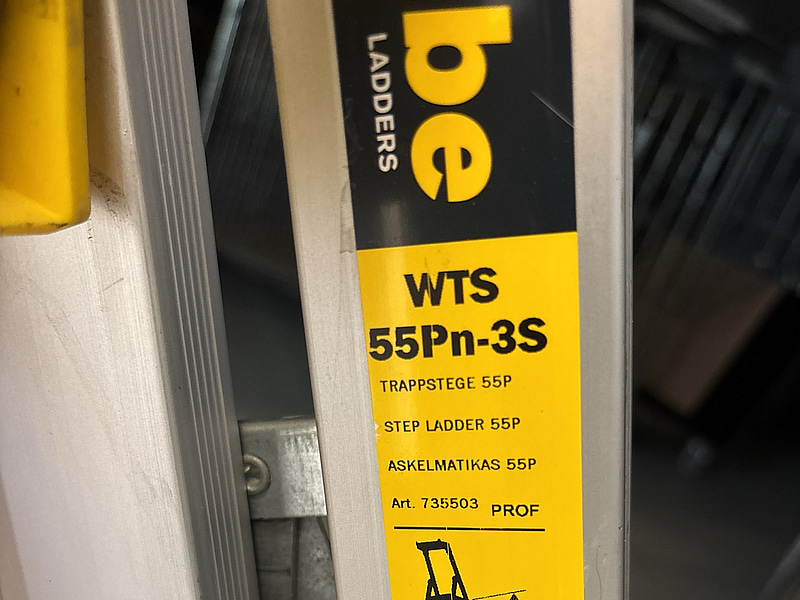 be
LADDERS
WTS
55Pn-3S
TRAPPSTEGE 55P
STEP LADDER 55P
ASKELMATIKAS 55P
Art. 735503 PROF